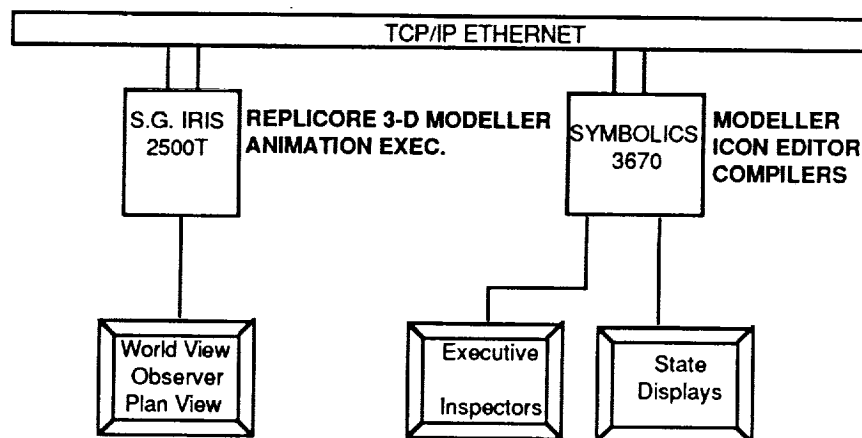 TCP/IP ETHERNET
S.G. IRIS
2500T
REPLICORE 3-D MODELLER
ANIMATION EXEC.
SYMBOLICS
3670
MODELLER
ICON EDITOR
COMPILERS
World View
Observer
Plan View
Executive
Inspectors
State
Displays